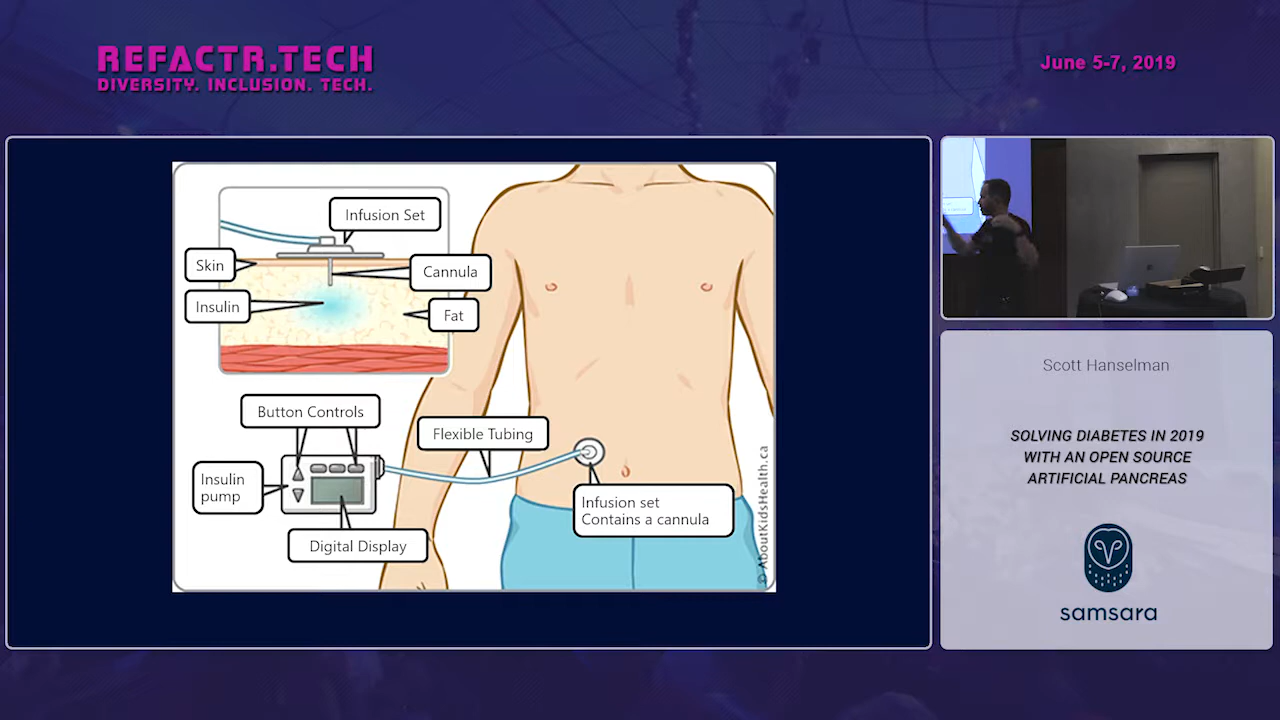 REFACTR.TECH
DIVERSITY. INCLUSION. TECH.
June 5-7, 2019
Infusion Set
Skin
Cannula
Insulin
Fat
Button Controls
Flexible Tubing
Insulin
pump
Infusion set
Contains a cannula
Digital Display
© AboutKidsHealth.ca
Scott Hanselman
SOLVING DIABETES IN 2019
WITH AN OPEN SOURCE
ARTIFICIAL PANCREAS
samsara